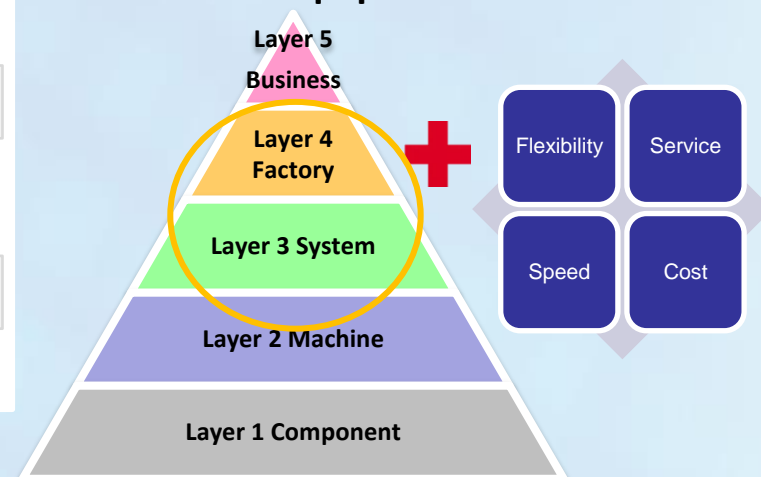 Layer 5
Business
Layer 4
Factory
Layer 3 System
Layer 2 Machine
Layer 1 Component
Flexibility
Service
Speed
Cost